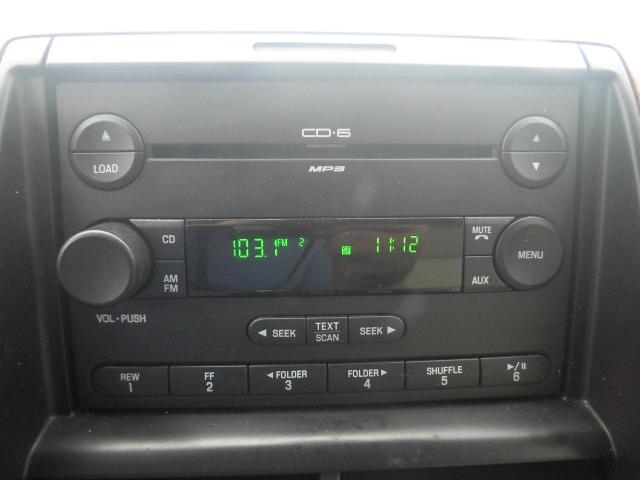 CD·6
LOAD
MP3
CD
103.1 FM 2
ST 11:12
MUTE
MENU
AM
FM
AUX
VOL·PUSH
SEEK
TEXT
SCAN
SEEK
REW
1
FF
2
FOLDER
3
FOLDER
4
SHUFFLE
5
6